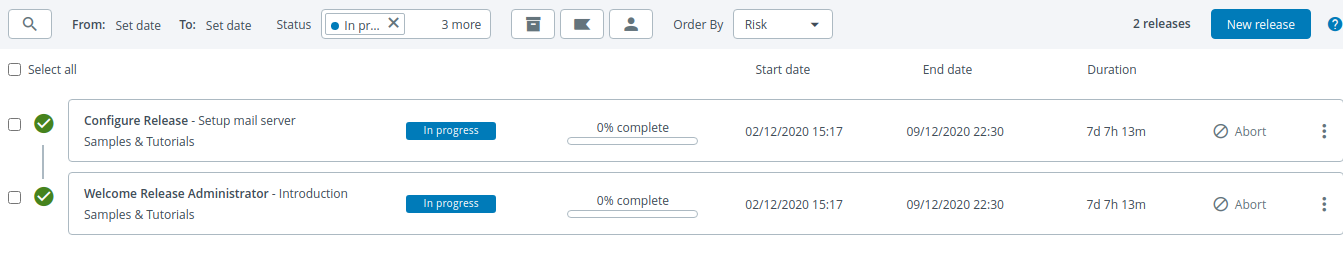 From: Set date To: Set date Status In pr... 3 more Order By Risk 2 releases New release ?
Select all Start date End date Duration
Configure Release - Setup mail server
Samples & Tutorials
In progress 0% complete 02/12/2020 15:17 09/12/2020 22:30 7d 7h 13m Abort
Welcome Release Administrator - Introduction
Samples & Tutorials
In progress 0% complete 02/12/2020 15:17 09/12/2020 22:30 7d 7h 13m Abort